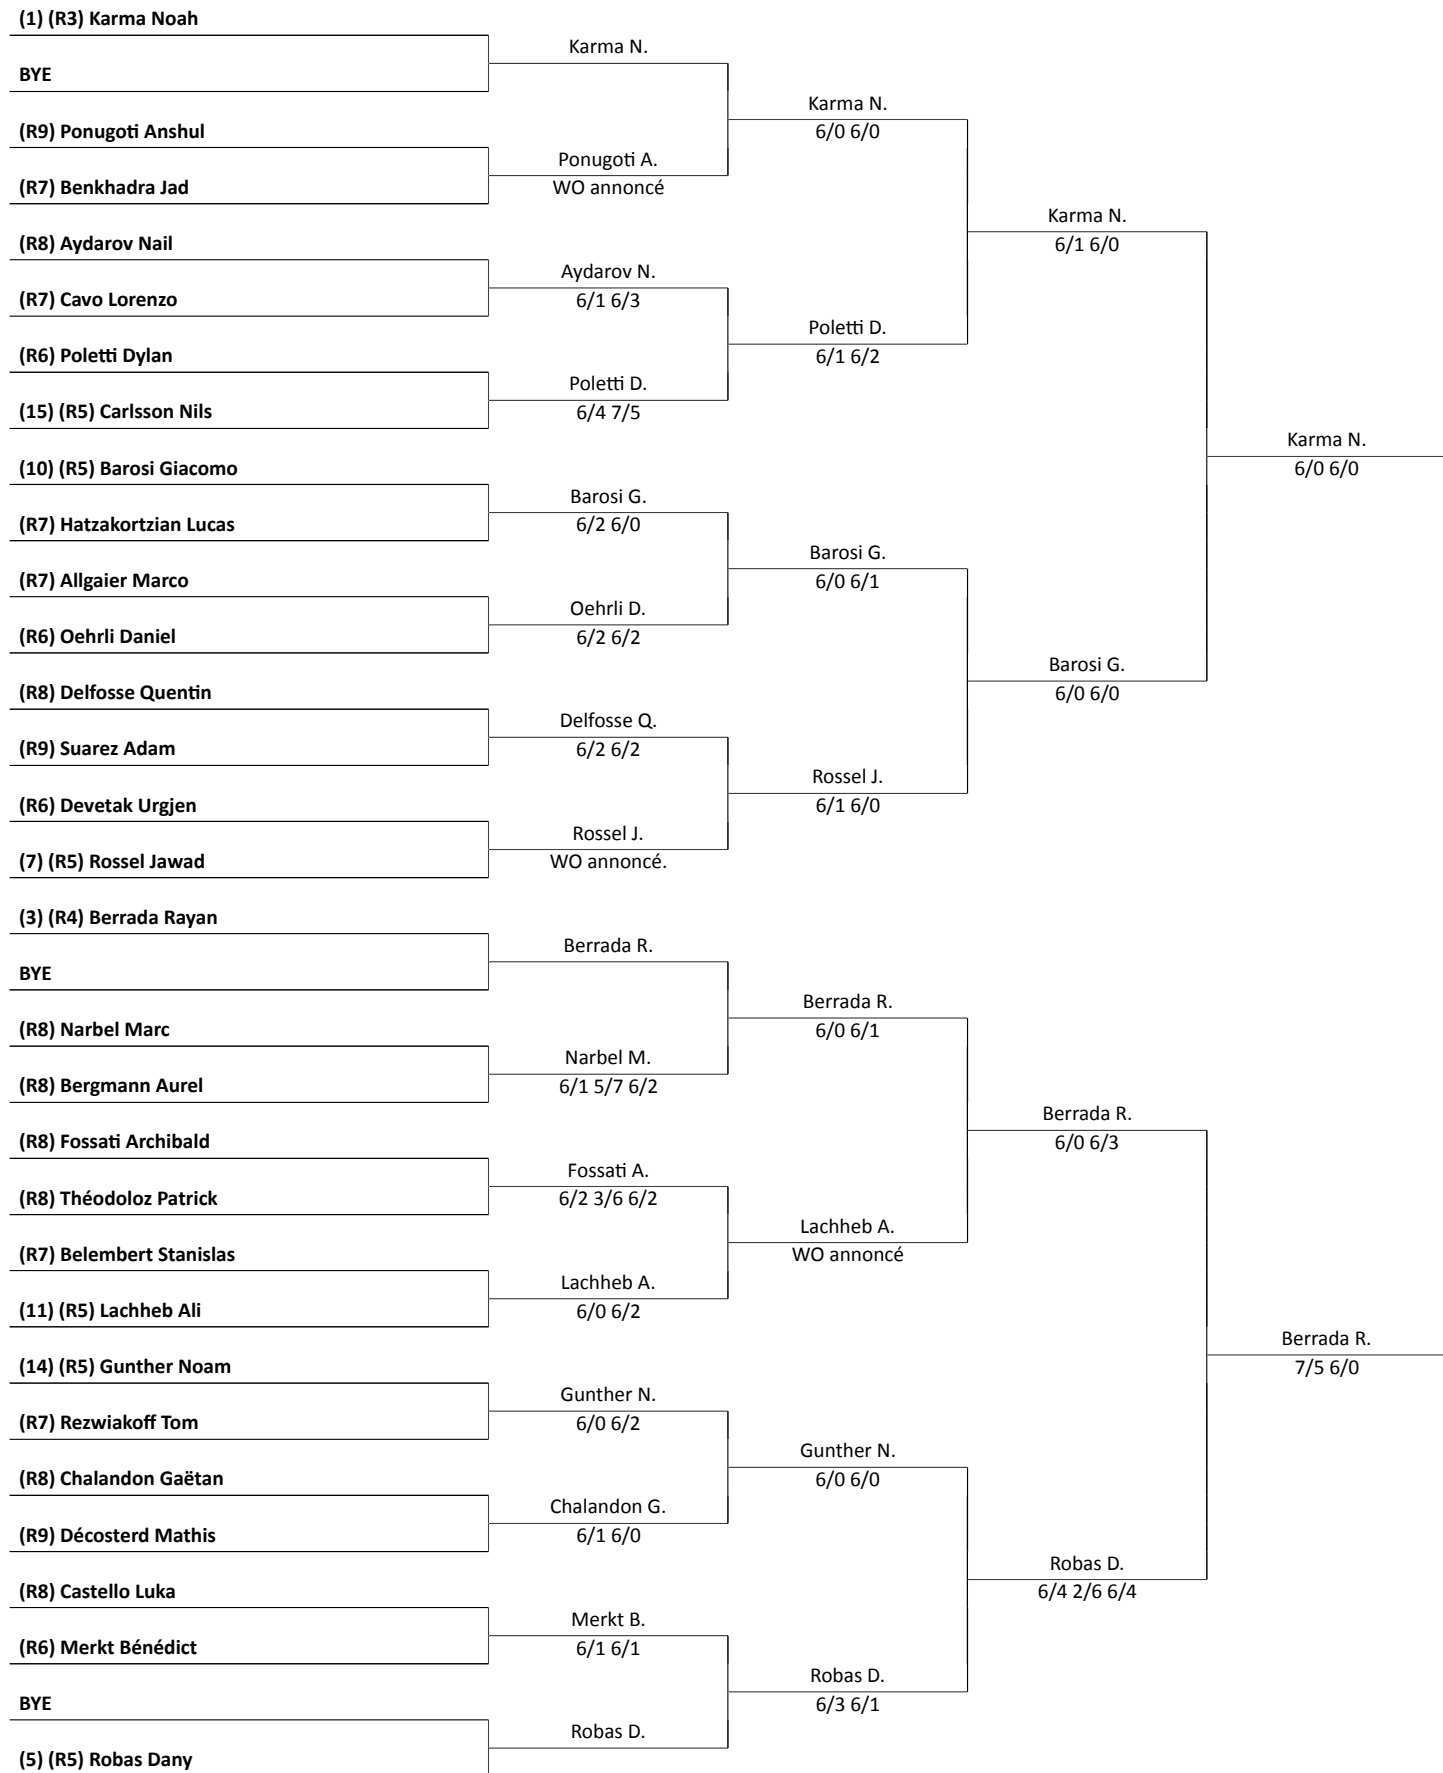 (1) (R3) Karma Noah
Karma N.
BYE
Karma N.
(R9) Ponugoti Anshul
6/0 6/0
Ponugoti A.
(R7) Benkhadra Jad
WO annoncé
Karma N.
(R8) Aydarov Nail
6/1 6/0
Aydarov N.
(R7) Cavo Lorenzo
6/1 6/3
Poletti D.
(R6) Poletti Dylan
6/1 6/2
Poletti D.
(15) (R5) Carlsson Nils
6/4 7/5
Karma N.
(10) (R5) Barosi Giacomo
6/0 6/0
Barosi G.
(R7) Hatzakortzian Lucas
6/2 6/0
Barosi G.
(R7) Allgaier Marco
6/0 6/1
Oehrli D.
(R6) Oehrli Daniel
6/2 6/2
Barosi G.
(R8) Delfosse Quentin
6/0 6/0
Delfosse Q.
(R9) Suarez Adam
6/2 6/2
Rossel J.
(R6) Devetak Urgjen
6/1 6/0
Rossel J.
(7) (R5) Rossel Jawad
WO annoncé.
(3) (R4) Berrada Rayan
Berrada R.
BYE
Berrada R.
(R8) Narbel Marc
6/0 6/1
Narbel M.
(R8) Bergmann Aurel
6/1 5/7 6/2
Berrada R.
(R8) Fossati Archibald
6/0 6/3
Fossati A.
(R8) Théodoloz Patrick
6/2 3/6 6/2
Lachheb A.
(R7) Belembert Stanislas
WO annoncé
Lachheb A.
(11) (R5) Lachheb Ali
6/0 6/2
Berrada R.
(14) (R5) Gunther Noam
7/5 6/0
Gunther N.
(R7) Rezwiakoff Tom
6/0 6/2
Gunther N.
(R8) Chalandon Gaëtan
6/0 6/0
Chalandon G.
(R9) Décosterd Mathis
6/1 6/0
Robas D.
(R8) Castello Luka
6/4 2/6 6/4
Merkt B.
(R6) Merkt Bénédict
6/1 6/1
Robas D.
BYE
6/3 6/1
Robas D.
(5) (R5) Robas Dany